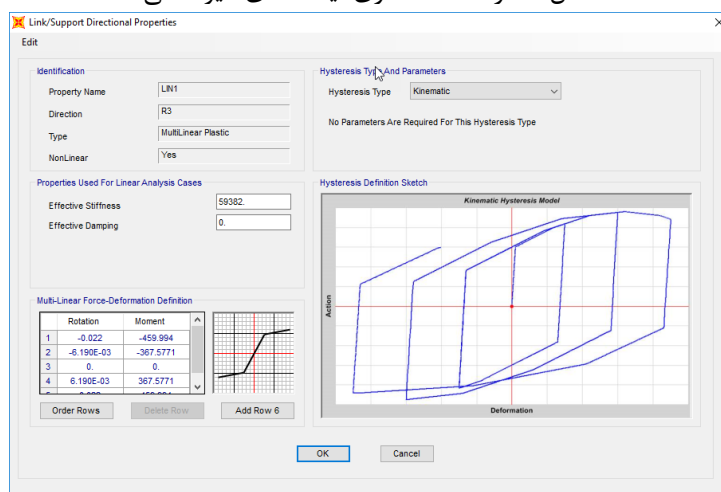 Link/Support Directional Properties
Edit
Identification
Property Name LIN1
Direction R3
Type MultiLinear Plastic
NonLinear Yes
Hysteresis Type And Parameters
Hysteresis Type Kinematic
No Parameters Are Required For This Hysteresis Type
Properties Used For Linear Analysis Cases
Effective Stiffness 59382.
Effective Damping 0.
Hysteresis Definition Sketch
Kinematic Hysteresis Model
Action
Deformation
Multi-Linear Force-Deformation Definition
Rotation Moment
1 -0.022 -459.994
2 -6.190E-03 -367.5771
3 0. 0.
4 6.190E-03 367.5771
Order Rows Delete Row Add Row 6
OK Cancel